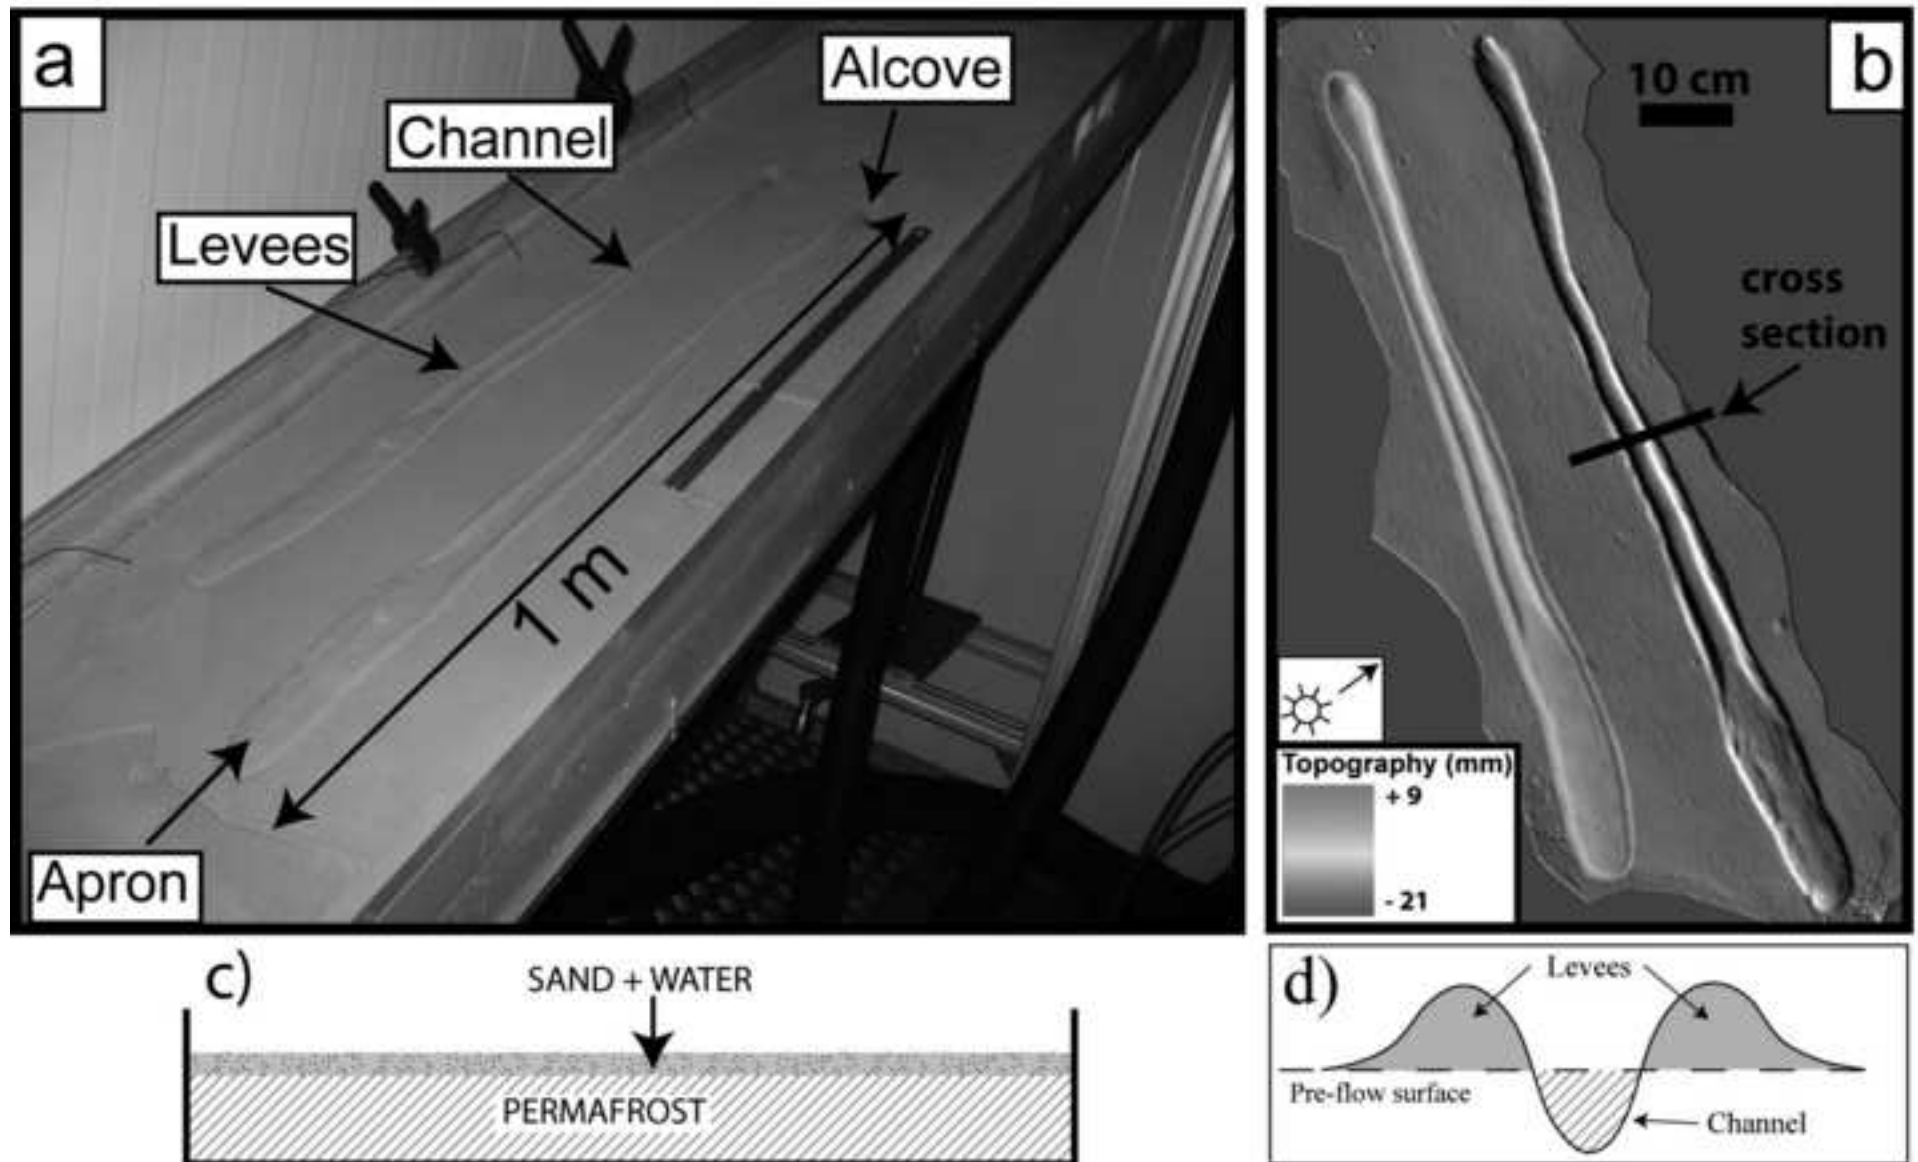 a
Alcove
Channel
Levees
1 m
Apron
b
10 cm
cross
section
Topography (mm)
+ 9
- 21
c)
SAND + WATER
PERMAFROST
d)
Levees
Pre-flow surface
Channel